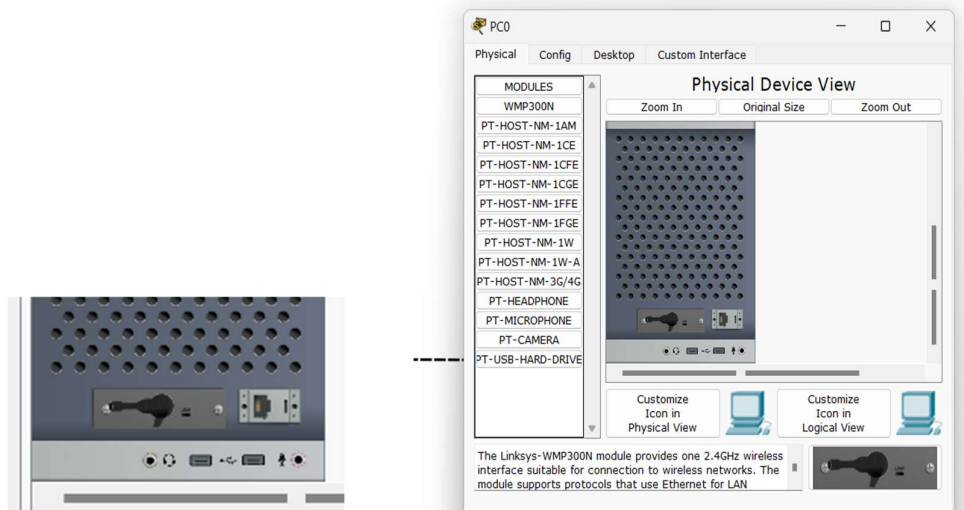 PC0
Physical Config Desktop Custom Interface
MODULES
WMP300N
PT-HOST-NM-1AM
PT-HOST-NM-1CE
PT-HOST-NM-1CFE
PT-HOST-NM-1CGE
PT-HOST-NM-1FFE
PT-HOST-NM-1FGE
PT-HOST-NM-1W
PT-HOST-NM-1W-A
PT-HOST-NM-3G/4G
PT-HEADPHONE
PT-MICROPHONE
PT-CAMERA
PT-USB-HARD-DRIVE
Physical Device View
Zoom In Original Size Zoom Out
Customize
Icon in
Physical View
Customize
Icon in
Logical View
The Linksys-WMP300N module provides one 2.4GHz wireless
interface suitable for connection to wireless networks. The
module supports protocols that use Ethernet for LAN